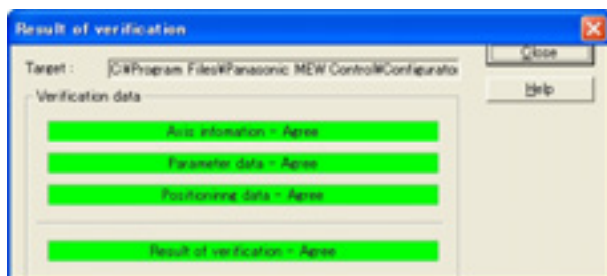 Result of verification
Close
Target : C:₩Program Files₩Panasonic MEW Control₩Configurator
Help
Verification data
Axis infomation - Agree
Parameter data - Agree
Positioninng data - Agree
Result of verification - Agree